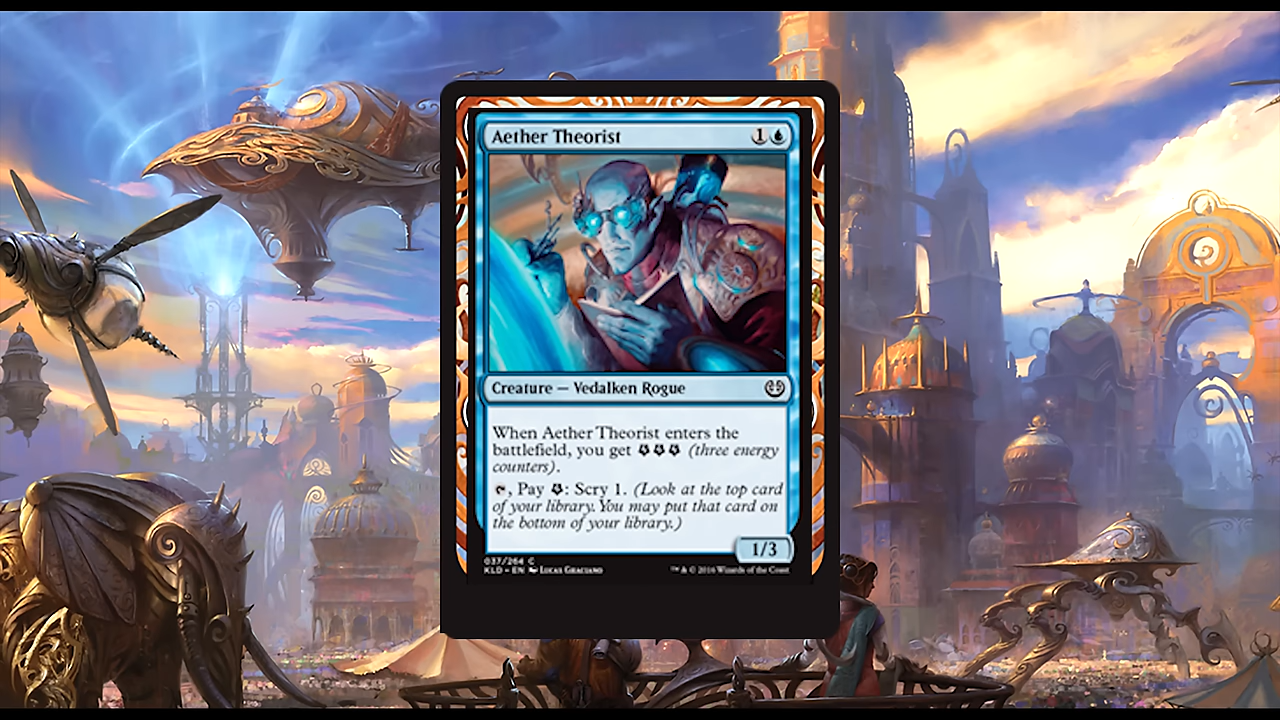 Aether Theorist 1
Creature — Vedalken Rogue
When Aether Theorist enters the
battlefield, you get (three energy
counters).
, Pay : Scry 1. (Look at the top card
of your library. You may put that card on
the bottom of your library.)
1/3
037/264 C
KLD • EN Lucas Graciano
™ & © 2016 Wizards of the Coast